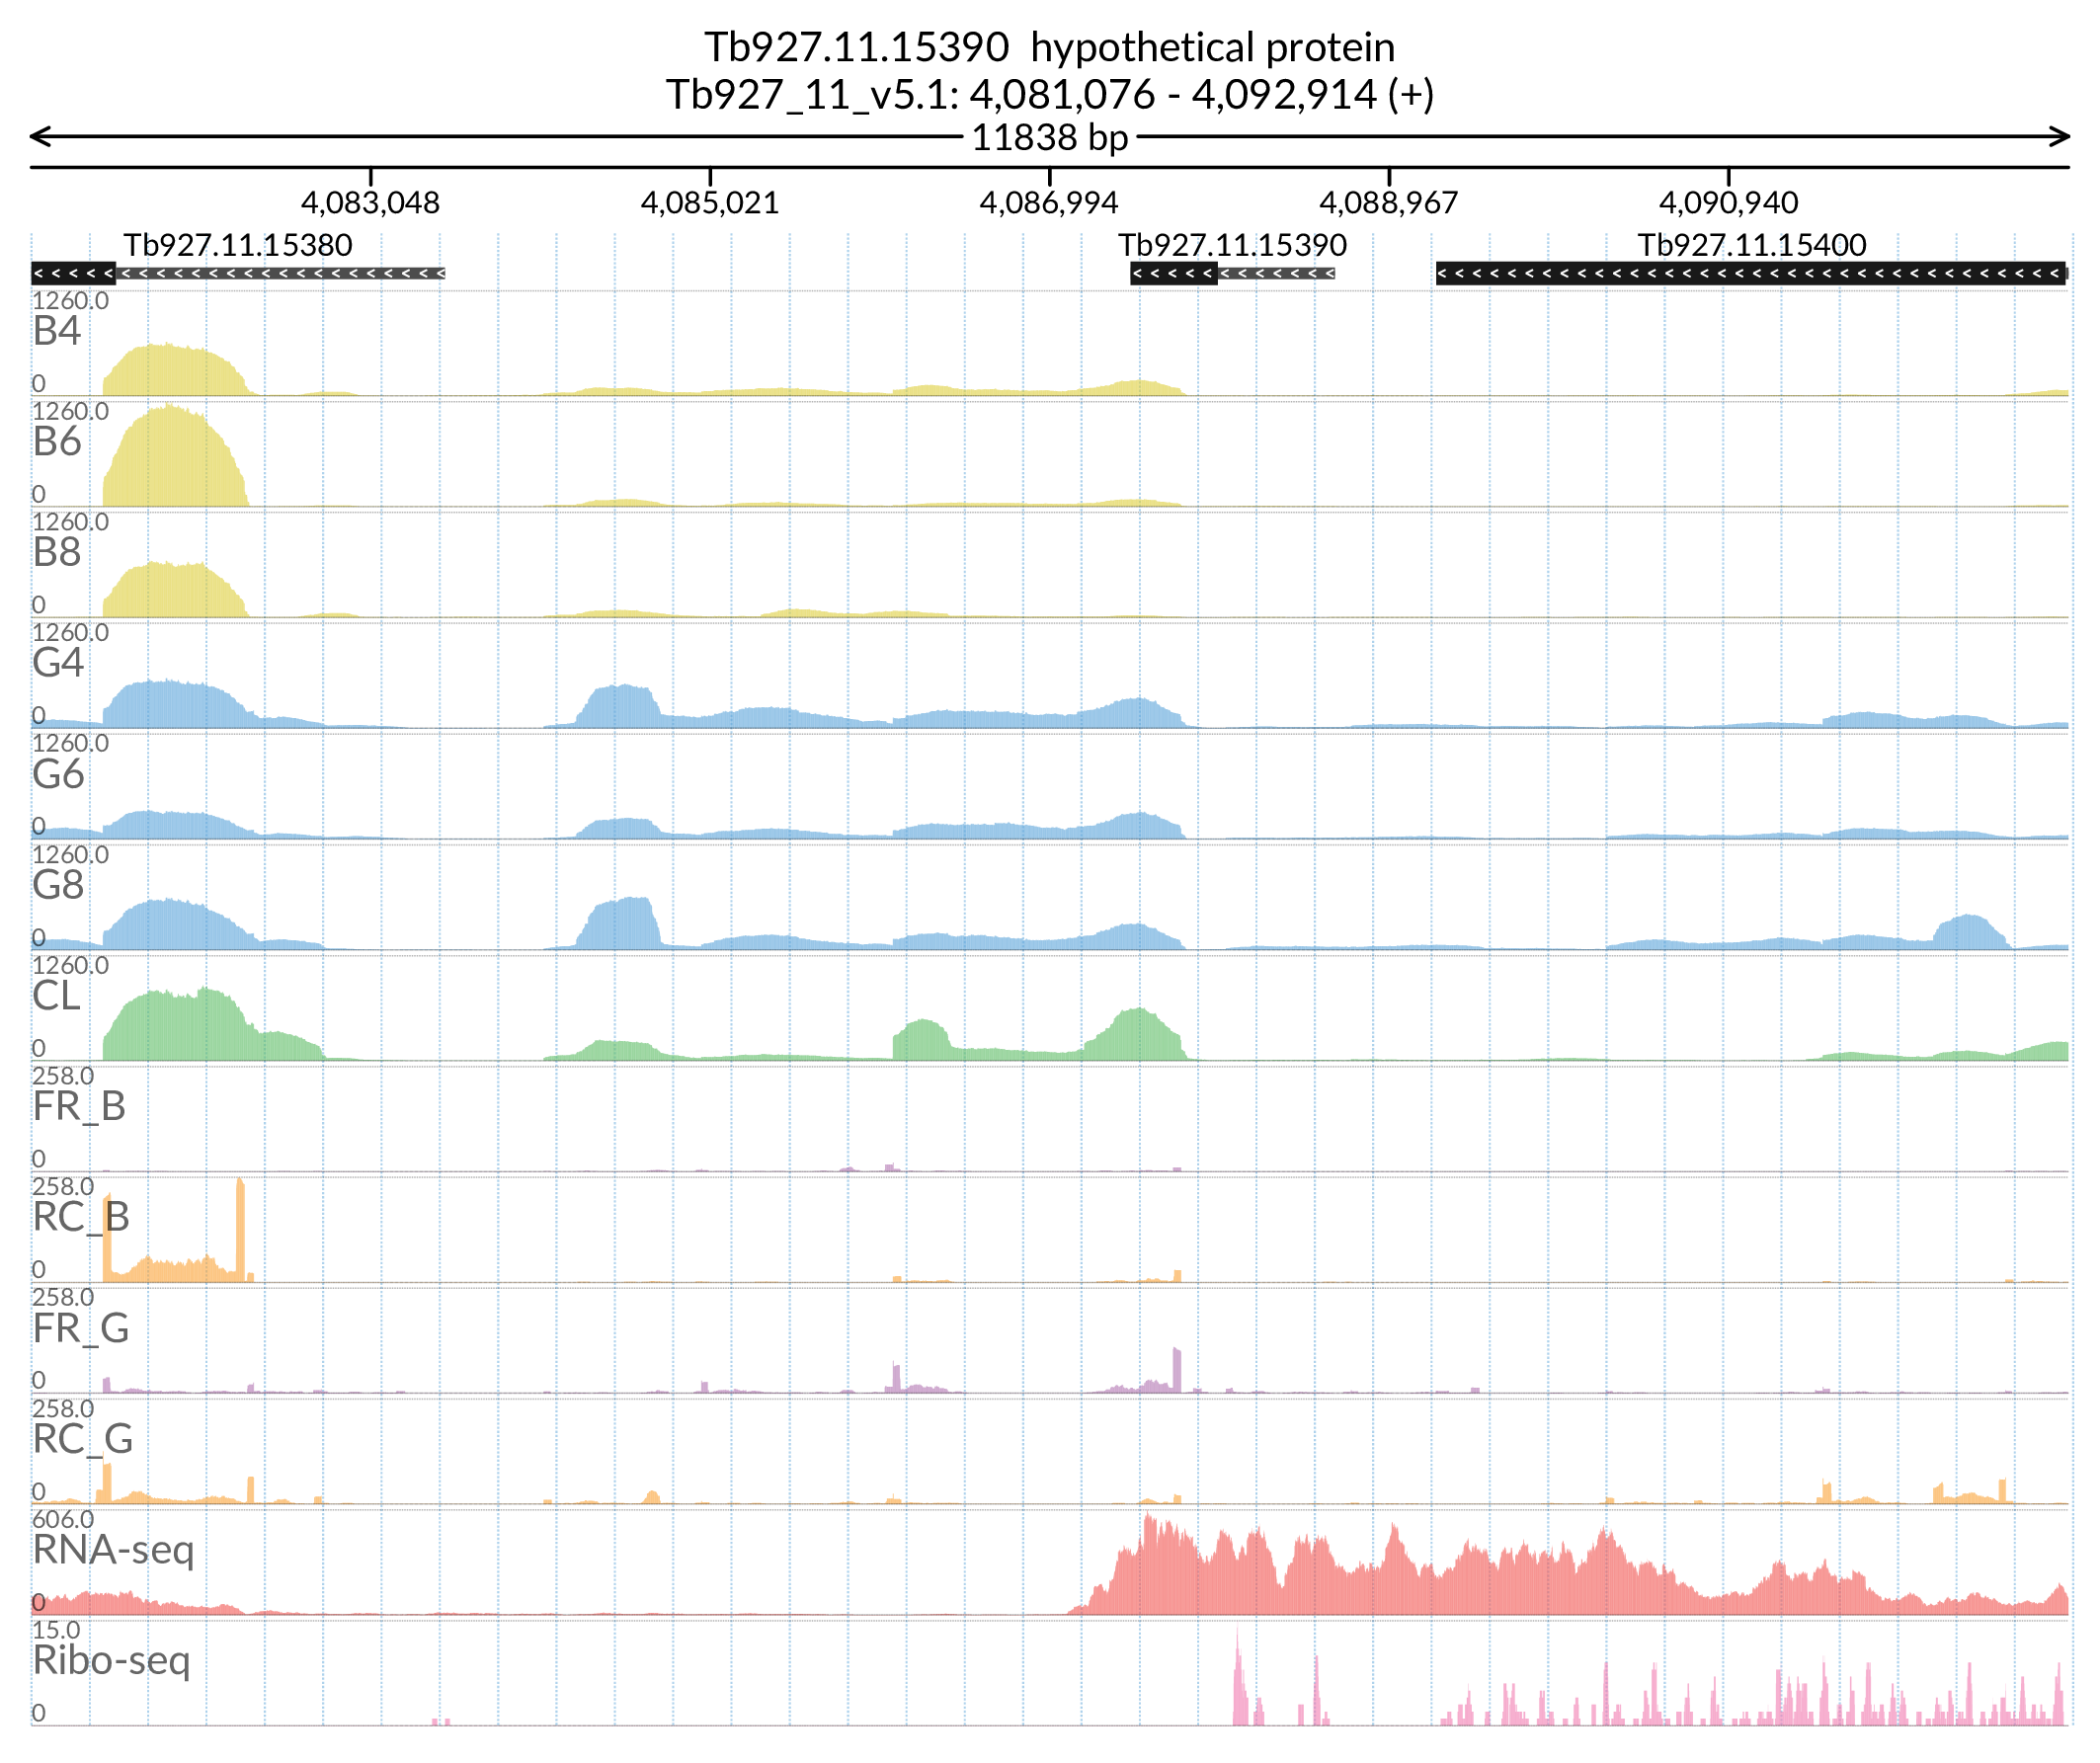 Tb927.11.15390 hypothetical protein
Tb927_11_v5.1: 4,081,076 - 4,092,914 (+)
11838 bp
4,083,048 4,085,021 4,086,994 4,088,967 4,090,940
Tb927.11.15380 Tb927.11.15390 Tb927.11.15400
1260.0
B4
0
1260.0
B6
0
1260.0
B8
0
1260.0
G4
0
1260.0
G6
0
1260.0
G8
0
1260.0
CL
0
258.0
FR_B
0
258.0
RC_B
0
258.0
FR_G
0
258.0
RC_G
0
606.0
RNA-seq
0
15.0
Ribo-seq
0